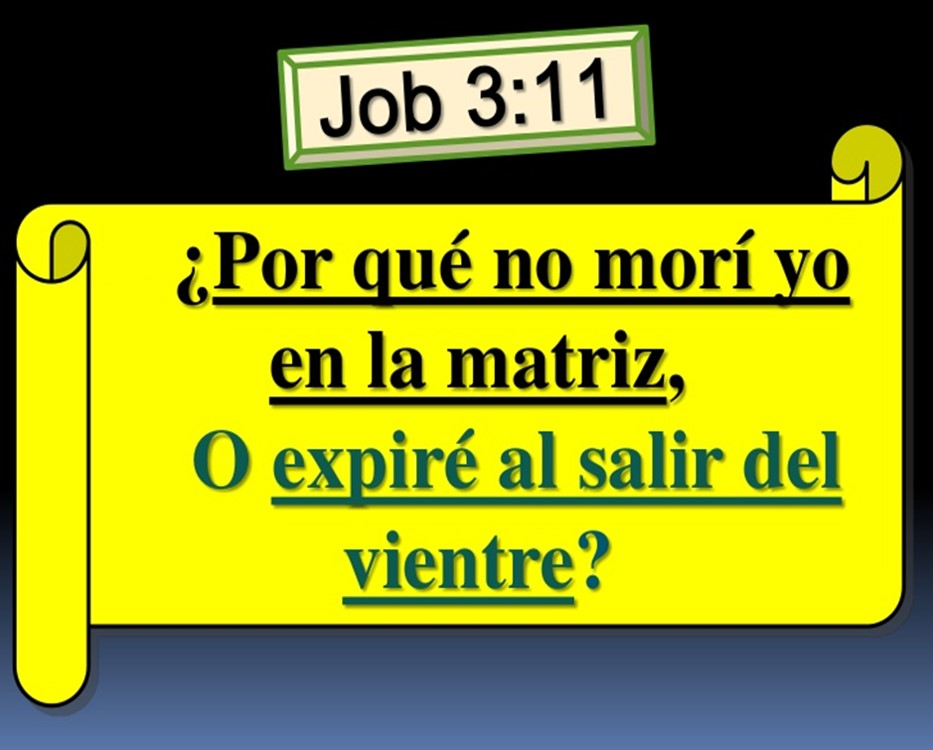 Job 3:11
¿Por qué no morí yo
en la matriz,
O expiré al salir del
vientre?